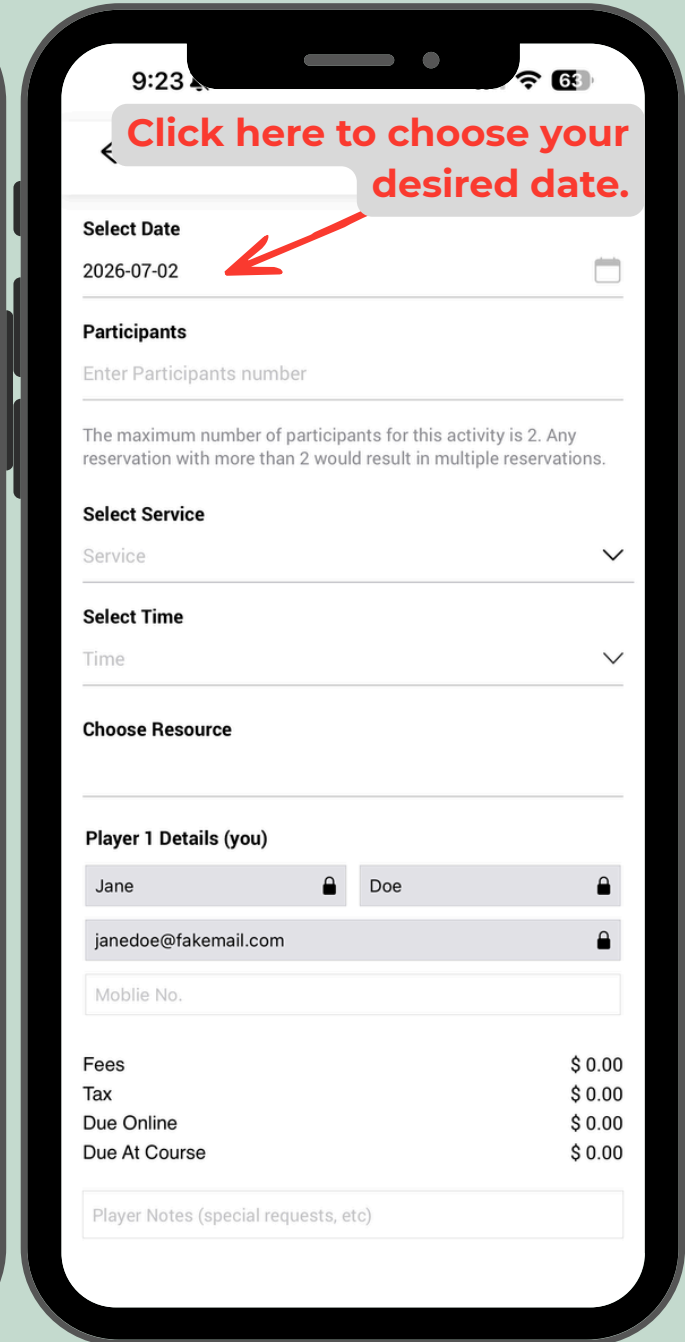 9:23
63
Click here to choose your
desired date.
Select Date
2026-07-02
Participants
Enter Participants number
The maximum number of participants for this activity is 2. Any
reservation with more than 2 would result in multiple reservations.
Select Service
Service
Select Time
Time
Choose Resource
Player 1 Details (you)
Jane Doe
janedoe@fakemail.com
Moblie No.
Fees $ 0.00
Tax $ 0.00
Due Online $ 0.00
Due At Course $ 0.00
Player Notes (special requests, etc)